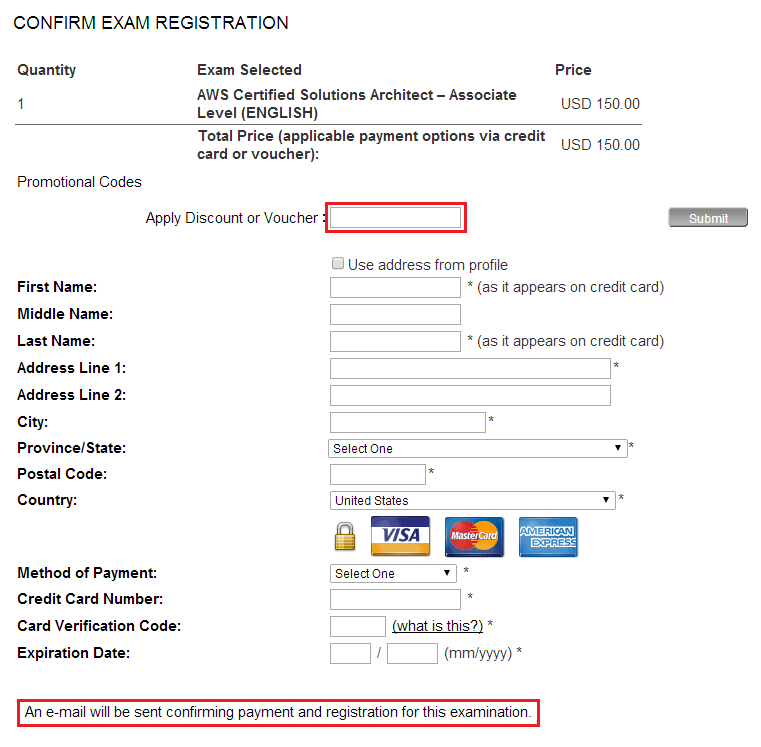 CONFIRM EXAM REGISTRATION
Quantity Exam Selected Price
1 AWS Certified Solutions Architect – Associate Level (ENGLISH) USD 150.00
Total Price (applicable payment options via credit card or voucher): USD 150.00
Promotional Codes
Apply Discount or Voucher : Submit
Use address from profile
First Name: * (as it appears on credit card)
Middle Name:
Last Name: * (as it appears on credit card)
Address Line 1: *
Address Line 2:
City: *
Province/State: Select One *
Postal Code: *
Country: United States *
VISA MasterCard AMERICAN EXPRESS
Method of Payment: Select One *
Credit Card Number: *
Card Verification Code: (what is this?) *
Expiration Date: / (mm/yyyy) *
An e-mail will be sent confirming payment and registration for this examination.